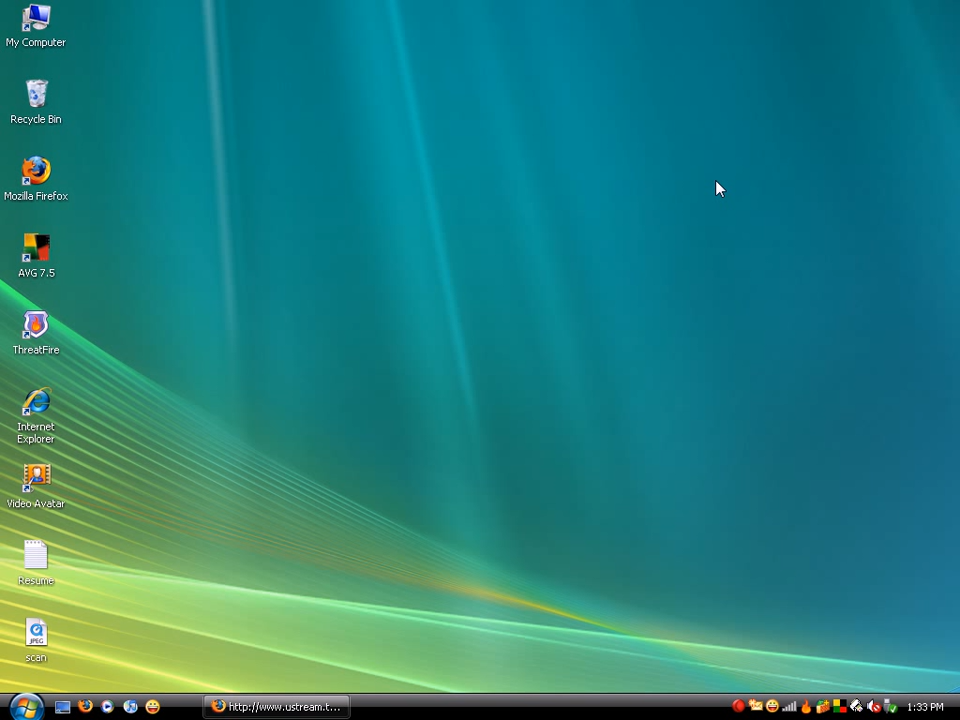 My Computer
Recycle Bin
Mozilla Firefox
AVG 7.5
ThreatFire
Internet
Explorer
Video Avatar
Resume
JPEG
scan
http://www.ustream.t...
1:33 PM